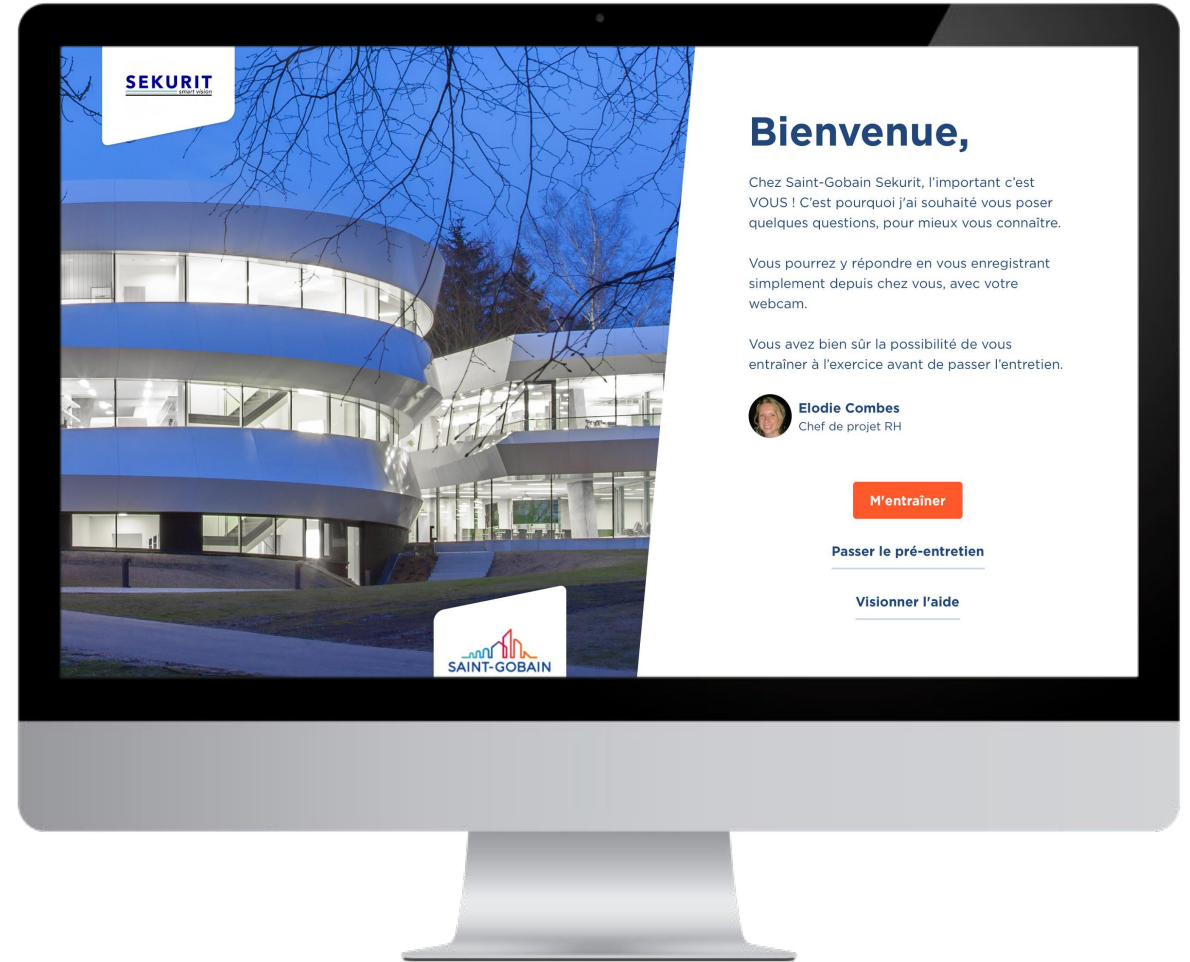 SEKURIT
smart vision
Bienvenue,
Chez Saint-Gobain Sekurit, l'important c'est
VOUS ! C'est pourquoi j'ai souhaité vous poser
quelques questions, pour mieux vous connaître.
Vous pourrez y répondre en vous enregistrant
simplement depuis chez vous, avec votre
webcam.
Vous avez bien sûr la possibilité de vous
entraîner à l'exercice avant de passer l'entretien.
Elodie Combes
Chef de projet RH
M'entraîner
Passer le pré-entretien
Visionner l'aide
SAINT-GOBAIN